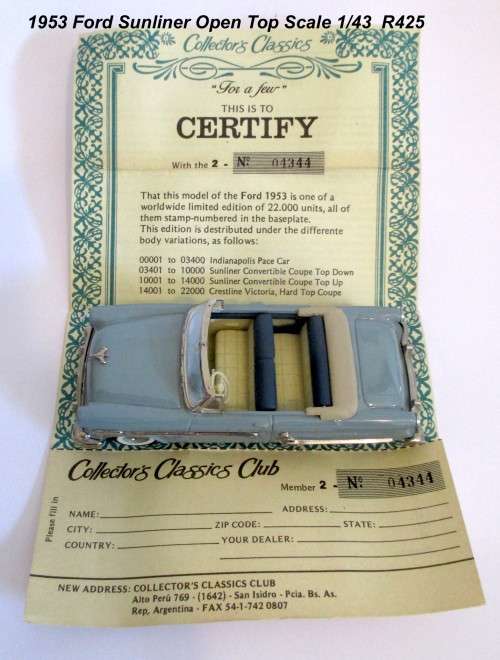 1953 Ford Sunliner Open Top Scale 1/43 R425
Collector's Classics
"For a few"
THIS IS TO
CERTIFY
With the 2 - Nº 04344
That this model of the Ford 1953 is one of a
worldwide limited edition of 22.000 units, all of
them stamp-numbered in the baseplate.
This edition is destributed under the differente
body variations, as follows:
00001 to 03400 Indianapolis Pace Car
03401 to 10000 Sunliner Convertible Coupe Top Down
10001 to 14000 Sunliner Convertible Coupe Top Up
14001 to 22000 Crestline Victoria, Hard Top Coupe
Collector's Classics Club
Member 2 - Nº 04344
Please fill in
NAME: ADDRESS:
CITY: ZIP CODE: STATE:
COUNTRY: YOUR DEALER:
NEW ADDRESS: COLLECTOR'S CLASSICS CLUB
Alto Perú 769 - (1642) - San Isidro - Pcia. Bs. As.
Rep. Argentina - FAX 54-1-742 0807